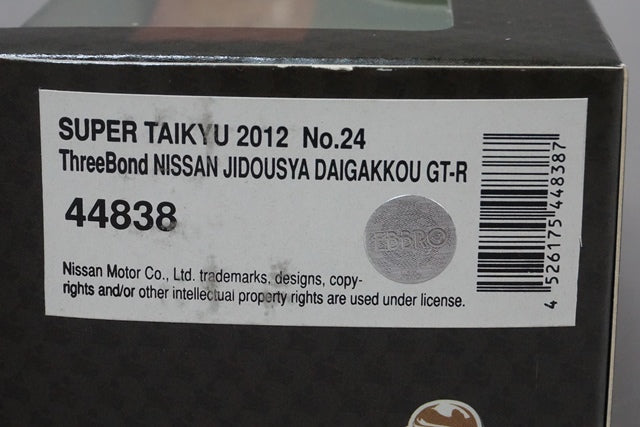 SUPER TAIKYU 2012 No.24
ThreeBond NISSAN JIDOUSYA DAIGAKKOU GT-R
44838
EBBRO
Nissan Motor Co., Ltd. trademarks, designs, copy-
rights and/or other intellectual property rights are used under license.
4 526175 448387